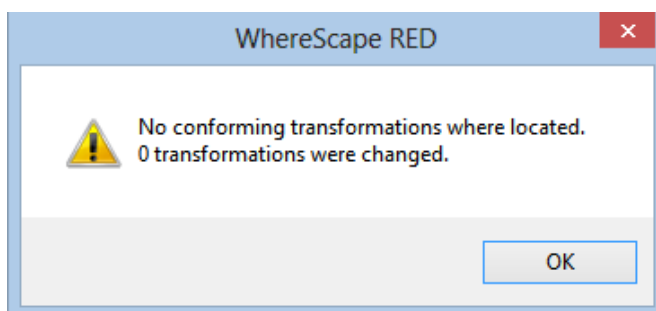 WhereScape RED
No conforming transformations where located.
0 transformations were changed.
OK